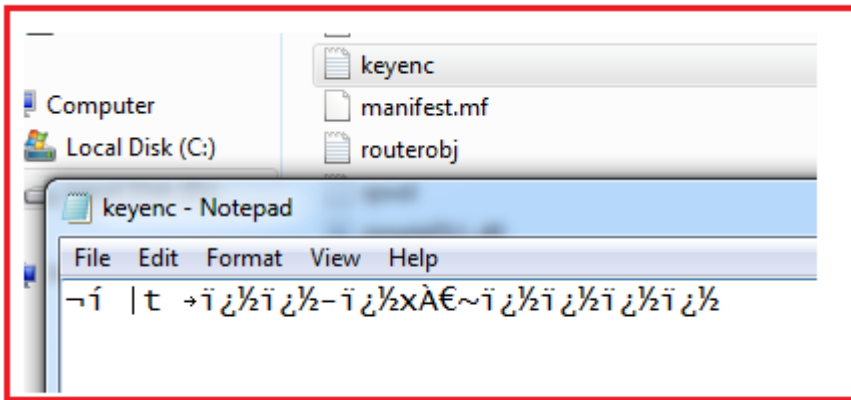 keyenc
Computer
manifest.mf
Local Disk (C:)
routerobj
keyenc - Notepad
File Edit Format View Help
¬í |t →�ï¿½ï¿½–ï¿½xÀ€~ï¿½ï¿½ï¿½ï¿½